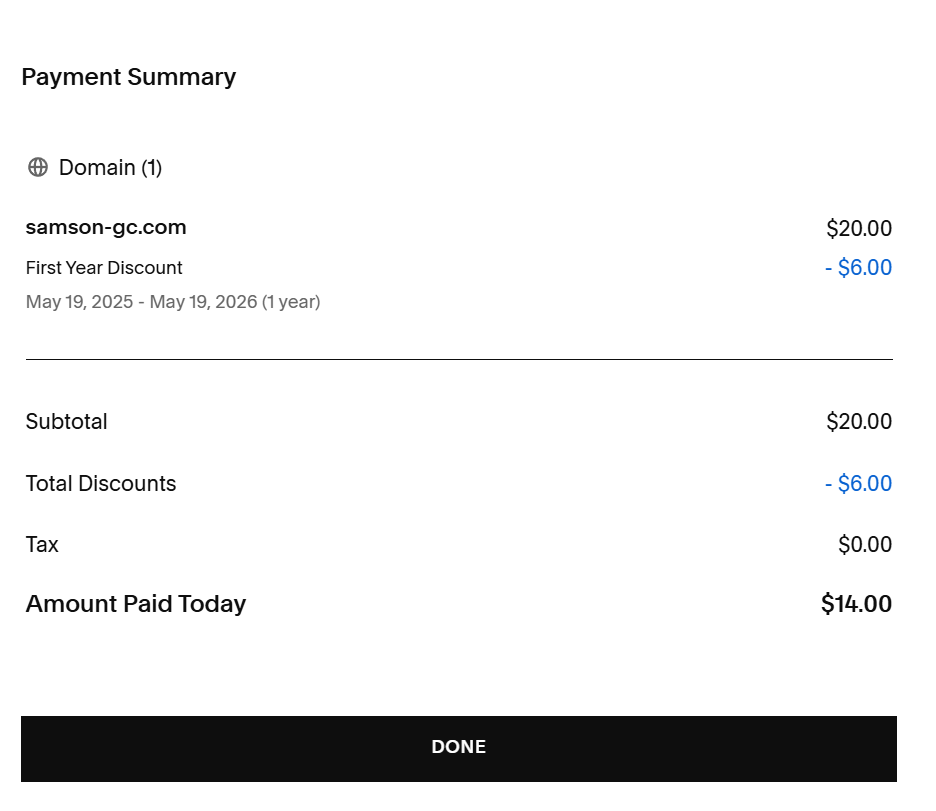 Payment Summary
Domain (1)
samson-gc.com $20.00
First Year Discount - $6.00
May 19, 2025 - May 19, 2026 (1 year)
Subtotal $20.00
Total Discounts - $6.00
Tax $0.00
Amount Paid Today $14.00
DONE